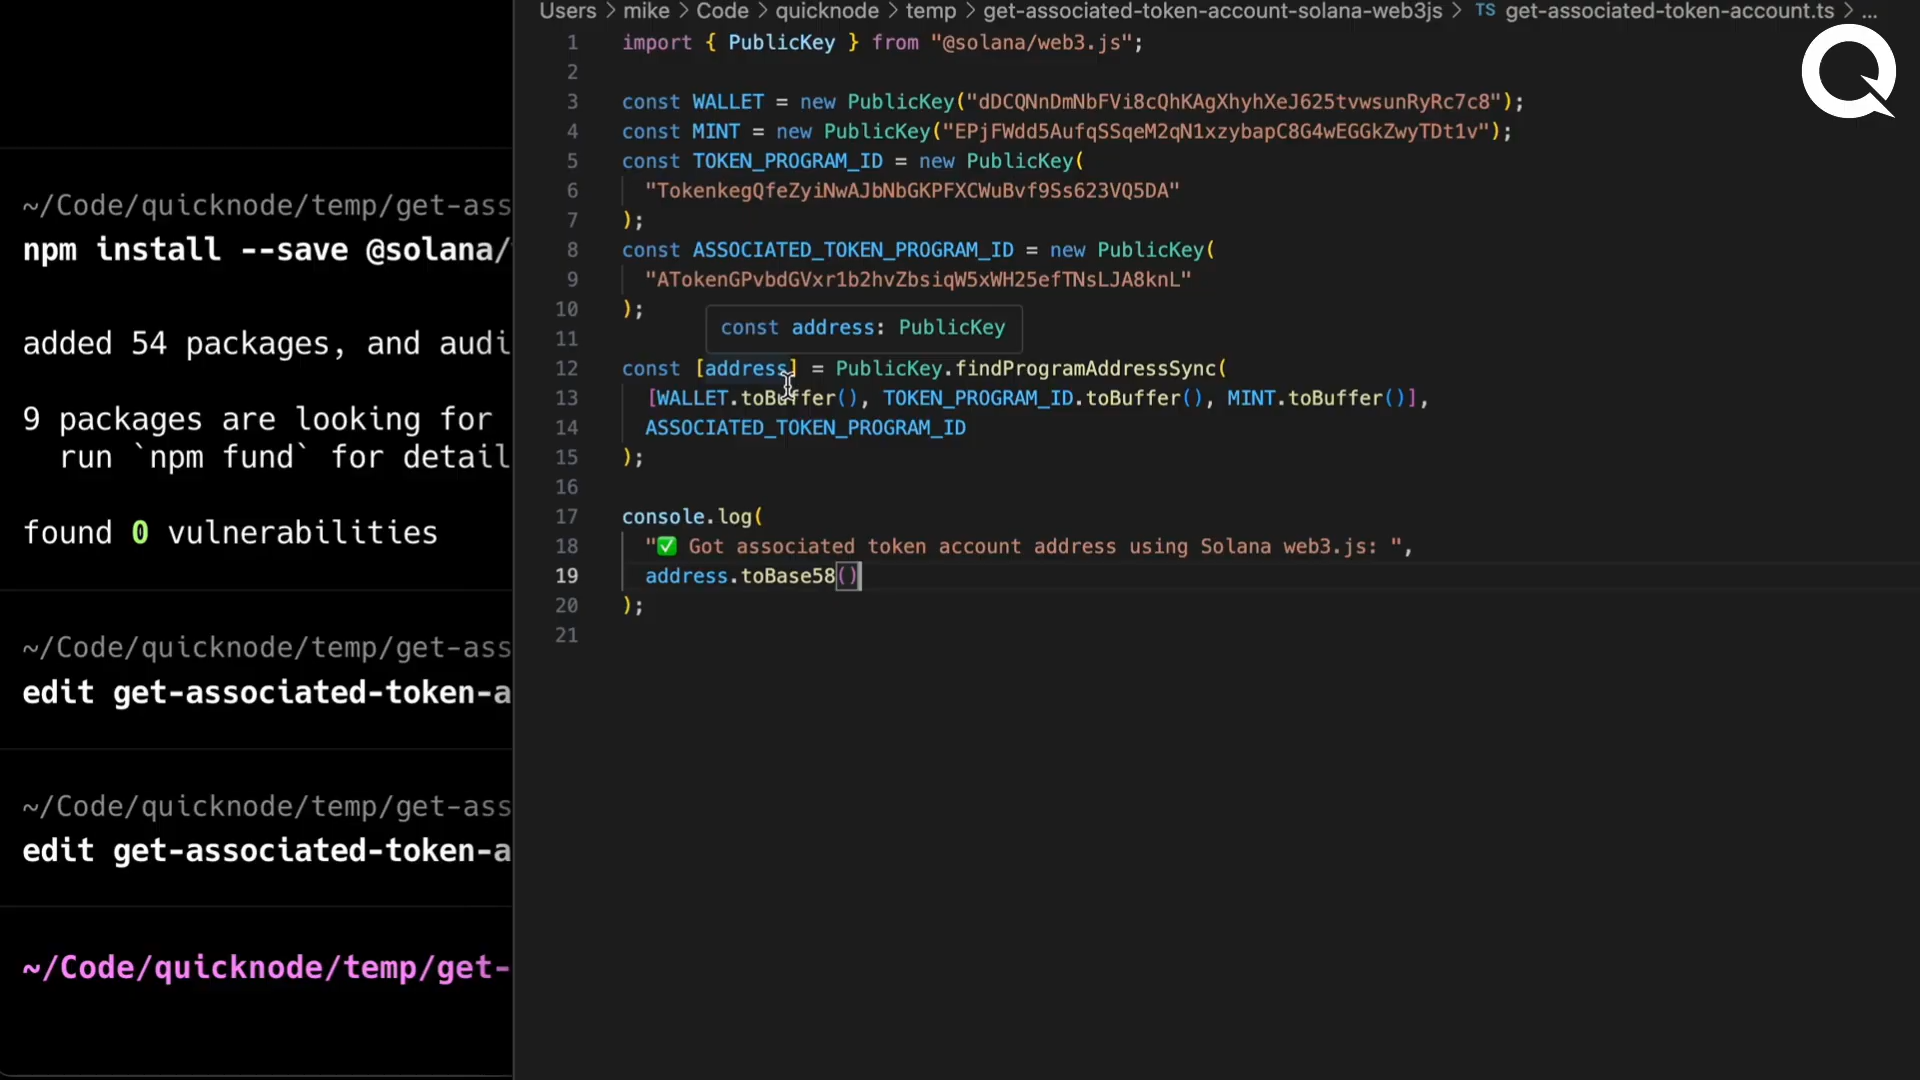 ~/Code/quicknode/temp/get-ass
npm install --save @solana/
added 54 packages, and audi
9 packages are looking for
run `npm fund` for detail
found 0 vulnerabilities
~/Code/quicknode/temp/get-ass
edit get-associated-token-a
~/Code/quicknode/temp/get-ass
edit get-associated-token-a
~/Code/quicknode/temp/get-
Users > mike > Code > quicknode > temp > get-associated-token-account-solana-web3js > TS get-associated-token-account.ts > ...
1 import { PublicKey } from "@solana/web3.js";
2
3 const WALLET = new PublicKey("dDCQNnDmNbFVi8cQhKAgXhyhXeJ625tvwsunRyRc7c8");
4 const MINT = new PublicKey("EPjFWdd5AufqSSqeM2qN1xzybapC8G4wEGGkZwyTDt1v");
5 const TOKEN_PROGRAM_ID = new PublicKey(
6 "TokenkegQfeZyiNwAJbNbGKPFXCWuBvf9Ss623VQ5DA"
7 );
8 const ASSOCIATED_TOKEN_PROGRAM_ID = new PublicKey(
9 "ATokenGPvbdGVxr1b2hvZbsiqW5xWH25efTNsLJA8knL"
10 );
const address: PublicKey
11
12 const [address] = PublicKey.findProgramAddressSync(
13 [WALLET.toBuffer(), TOKEN_PROGRAM_ID.toBuffer(), MINT.toBuffer()],
14 ASSOCIATED_TOKEN_PROGRAM_ID
15 );
16
17 console.log(
18 "✅ Got associated token account address using Solana web3.js: ",
19 address.toBase58()
20 );
21